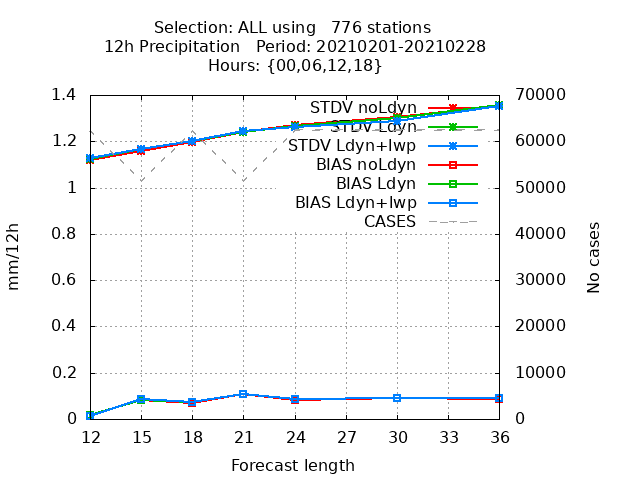 Selection: ALL using   776 stations
12h Precipitation   Period: 20210201-20210228
Hours: {00,06,12,18}
1.4
1.2
1
0.8
0.6
0.4
0.2
0
70000
60000
50000
40000
30000
20000
10000
0
STDV noLdyn
STDV Ldyn
STDV Ldyn+lwp
BIAS noLdyn
BIAS Ldyn
BIAS Ldyn+lwp
CASES
mm/12h
No cases
12 15 18 21 24 27 30 33 36
Forecast length